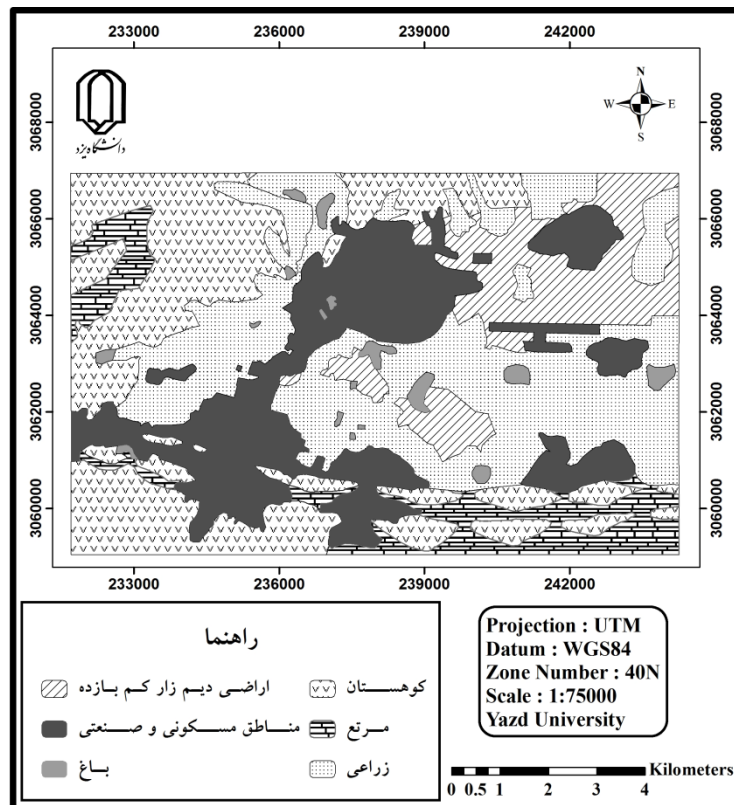 233000 236000 239000 242000
3068000
3066000
3064000
3062000
3060000
3068000
3066000
3064000
3062000
3060000
دانشگاه یزد
N
W E
S
233000 236000 239000 242000
راهنما
کوهستان
اراضی دیم زار کم بازده
مرتع
مناطق مسکونی و صنعتی
زراعی
باغ
Projection : UTM
Datum : WGS84
Zone Number : 40N
Scale : 1:75000
Yazd University
Kilometers
0 0.5 1 2 3 4